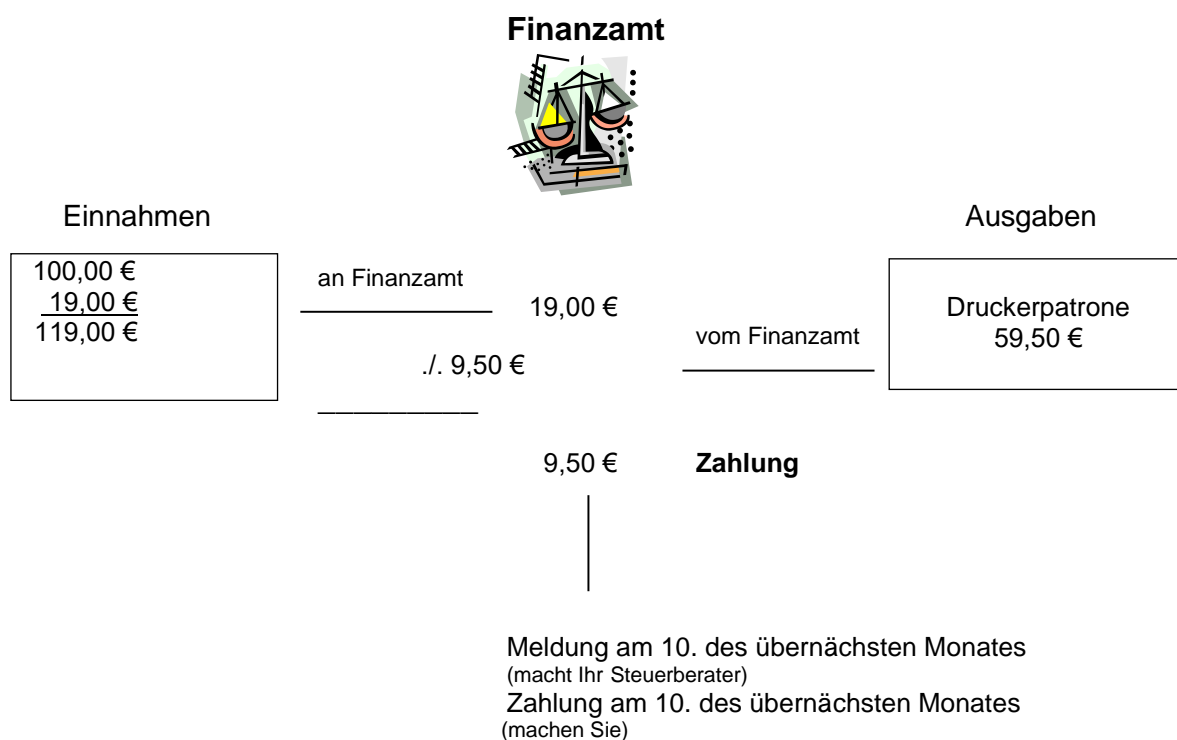 Finanzamt
Einnahmen
Ausgaben
100,00 €
19,00 €
119,00 €
an Finanzamt
19,00 €
./. 9,50 €
vom Finanzamt
Druckerpatrone
59,50 €
9,50 € Zahlung
Meldung am 10. des übernächsten Monates
(macht Ihr Steuerberater)
Zahlung am 10. des übernächsten Monates
(machen Sie)